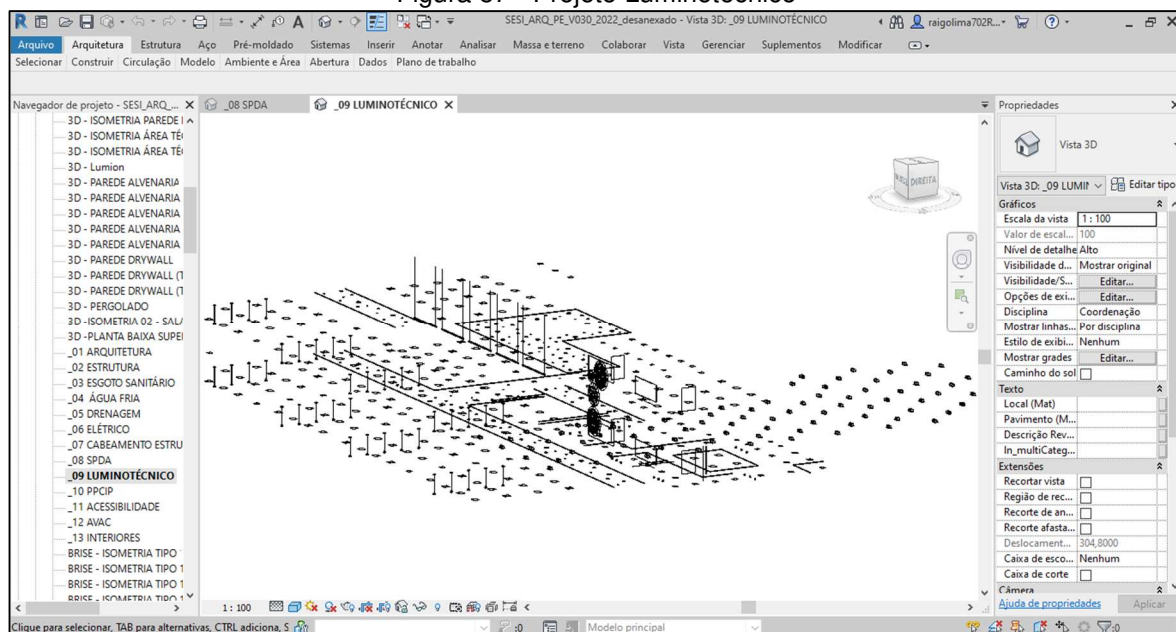 Figura 37 - Projeto Luminotécnico
SESI_ARQ_PE_V030_2022_desanexado - Vista 3D: _09 LUMINOTÉCNICO
raigolima702R...
Arquivo Arquitetura Estrutura Aço Pré-moldado Sistemas Inserir Anotar Analisar Massa e terreno Colaborar Vista Gerenciar Suplementos Modificar
Selecionar Construir Circulação Modelo Ambiente e Área Abertura Dados Plano de trabalho
Navegador de projeto - SESI_ARQ_...
_08 SPDA
_09 LUMINOTÉCNICO
3D - ISOMETRIA PAREDE I
3D - ISOMETRIA ÁREA TÉ
3D - ISOMETRIA ÁREA TÉ
3D - Lumion
3D - PAREDE ALVENARIA
3D - PAREDE ALVENARIA
3D - PAREDE ALVENARIA
3D - PAREDE ALVENARIA
3D - PAREDE ALVENARIA
3D - PAREDE DRYWALL
3D - PAREDE DRYWALL (T
3D - PAREDE DRYWALL (T
3D - PERGOLADO
3D -ISOMETRIA 02 - SAL
3D -PLANTA BAIXA SUPE
_01 ARQUITETURA
_02 ESTRUTURA
_03 ESGOTO SANITÁRIO
_04 ÁGUA FRIA
_05 DRENAGEM
_06 ELÉTRICO
_07 CABEAMENTO ESTRU
_08 SPDA
_09 LUMINOTÉCNICO
_10 PPCIP
_11 ACESSIBILIDADE
_12 AVAC
_13 INTERIORES
BRISE - ISOMETRIA TIPO
BRISE - ISOMETRIA TIPO 1
BRISE - ISOMETRIA TIPO 1
BRISE - ISOMETRIA TIPO 1
DIREITA
Propriedades
Vista 3D
Vista 3D: _09 LUMII
Editar tipo
Gráficos
Escala da vista 1 : 100
Valor de escal... 100
Nível de detalhe Alto
Visibilidade d... Mostrar original
Visibilidade/S... Editar...
Opções de exi... Editar...
Disciplina Coordenação
Mostrar linhas... Por disciplina
Estilo de exibi... Nenhum
Mostrar grades Editar...
Caminho do sol
Texto
Local (Mat)
Pavimento (M...
Descrição Rev...
In_multiCateg...
Extensões
Recortar vista
Região de rec...
Recorte de an...
Recorte afasta...
Deslocament... 304,8000
Caixa de esco... Nenhum
Caixa de corte
Câmera
Ajuda de propriedades Aplicar
1 : 100
Clique para selecionar, TAB para alternativas, CTRL adiciona, S
:0
Modelo principal
:0